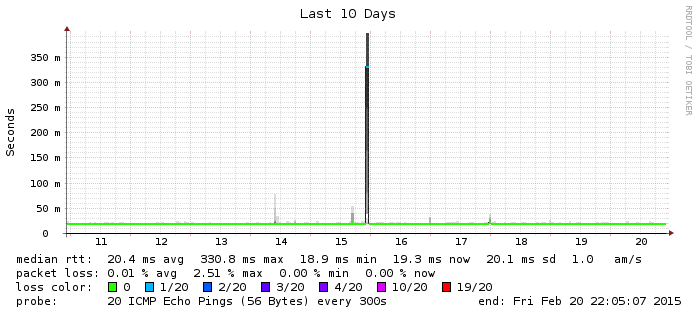 Last 10 Days
RRDTOOL / TOBI OETIKER
Seconds
350 m
300 m
250 m
200 m
150 m
100 m
50 m
0
11 12 13 14 15 16 17 18 19 20
median rtt: 20.4 ms avg 330.8 ms max 18.9 ms min 19.3 ms now 20.1 ms sd 1.0 am/s
packet loss: 0.01 % avg 2.51 % max 0.00 % min 0.00 % now
loss color: 0 1/20 2/20 3/20 4/20 10/20 19/20
probe: 20 ICMP Echo Pings (56 Bytes) every 300s end: Fri Feb 20 22:05:07 2015